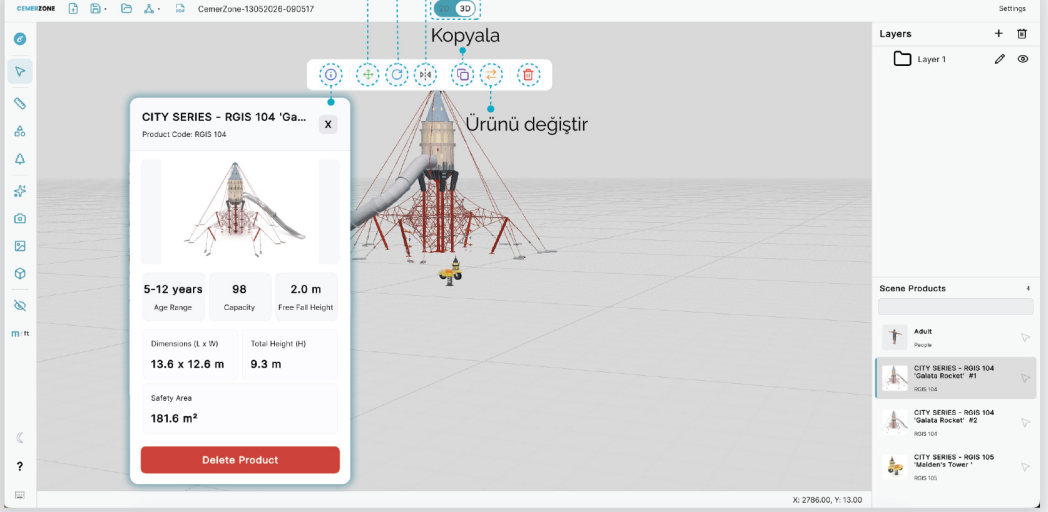 CEMERZONE
PDF
CemerZone-13052026-090517
3D
Settings
Kopyala
Ürünü değiştir
CITY SERIES - RGIS 104 'Ga...
X
Product Code: RGIS 104
5-12 years
Age Range
98
Capacity
2.0 m
Free Fall Height
Dimensions (L x W)
13.6 x 12.6 m
Total Height (H)
9.3 m
Safety Area
181.6 m²
Delete Product
m/ft
?
Layers
Layer 1
Scene Products
4
Adult
People
CITY SERIES - RGIS 104
'Galata Rocket' #1
RGIS 104
CITY SERIES - RGIS 104
'Galata Rocket' #2
RGIS 104
CITY SERIES - RGIS 105
'Maiden's Tower '
RGIS 105
X: 2786.00, Y: 13.00